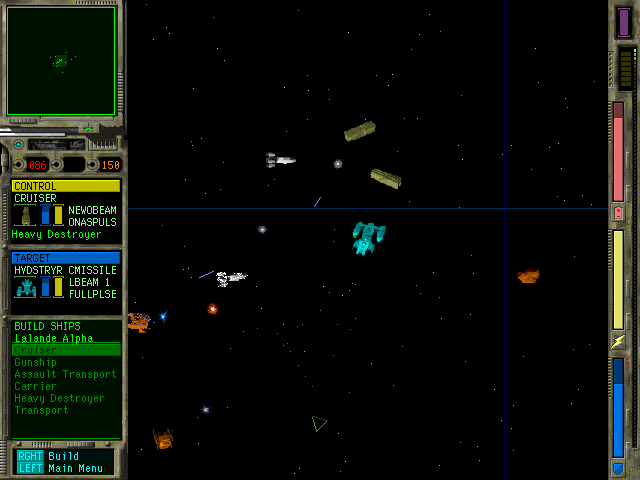 086 150
CONTROL
CRUISER
NEWOBEAM
ONASPULS
Heavy Destroyer
TARGET
HYDSTRYR CMISSILE
LBEAM 1
FULLPLSE
BUILD SHIPS
Lalande Alpha
Cruiser
Gunship
Assault Transport
Carrier
Heavy Destroyer
Transport
RGHT Build
LEFT Main Menu